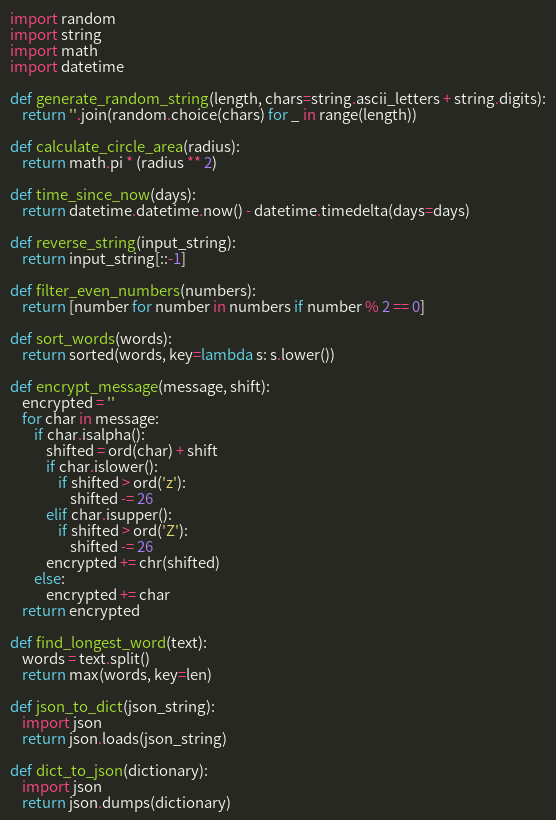 import random
import string
import math
import datetime

def generate_random_string(length, chars=string.ascii_letters + string.digits):
    return ''.join(random.choice(chars) for _ in range(length))

def calculate_circle_area(radius):
    return math.pi * (radius ** 2)

def time_since_now(days):
    return datetime.datetime.now() - datetime.timedelta(days=days)

def reverse_string(input_string):
    return input_string[::-1]

def filter_even_numbers(numbers):
    return [number for number in numbers if number % 2 == 0]

def sort_words(words):
    return sorted(words, key=lambda s: s.lower())

def encrypt_message(message, shift):
    encrypted = ''
    for char in message:
        if char.isalpha():
            shifted = ord(char) + shift
            if char.islower():
                if shifted > ord('z'):
                    shifted -= 26
            elif char.isupper():
                if shifted > ord('Z'):
                    shifted -= 26
            encrypted += chr(shifted)
        else:
            encrypted += char
    return encrypted

def find_longest_word(text):
    words = text.split()
    return max(words, key=len)

def json_to_dict(json_string):
    import json
    return json.loads(json_string)

def dict_to_json(dictionary):
    import json
    return json.dumps(dictionary)